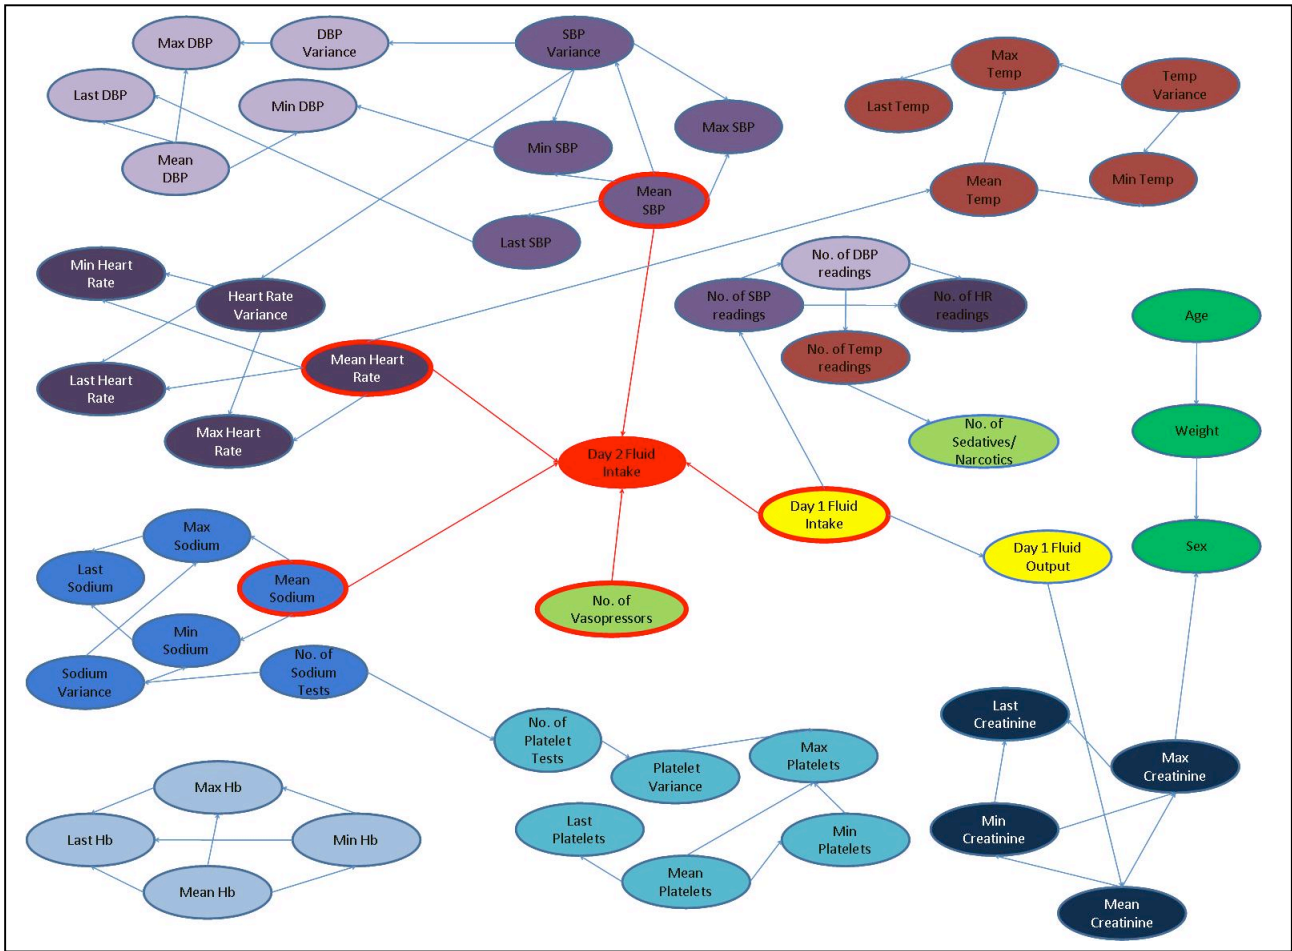 Max DBP
DBP
Variance
SBP
Variance
Last DBP
Min DBP
Mean
DBP
Min SBP
Max SBP
Mean
SBP
Last SBP
Max
Temp
Temp
Variance
Last Temp
Mean
Temp
Min Temp
Min Heart
Rate
Heart Rate
Variance
Last Heart
Rate
Mean Heart
Rate
Max Heart
Rate
No. of DBP
readings
No. of SBP
readings
No. of HR
readings
No. of Temp
readings
No. of
Sedatives/
Narcotics
Age
Weight
Sex
Day 2 Fluid
Intake
Day 1 Fluid
Intake
Day 1 Fluid
Output
No. of
Vasopressors
Max
Sodium
Last
Sodium
Mean
Sodium
Min
Sodium
Sodium
Variance
No. of
Sodium
Tests
No. of
Platelet
Tests
Platelet
Variance
Max
Platelets
Last
Platelets
Min
Platelets
Mean
Platelets
Max Hb
Last Hb
Min Hb
Mean Hb
Last
Creatinine
Max
Creatinine
Min
Creatinine
Mean
Creatinine